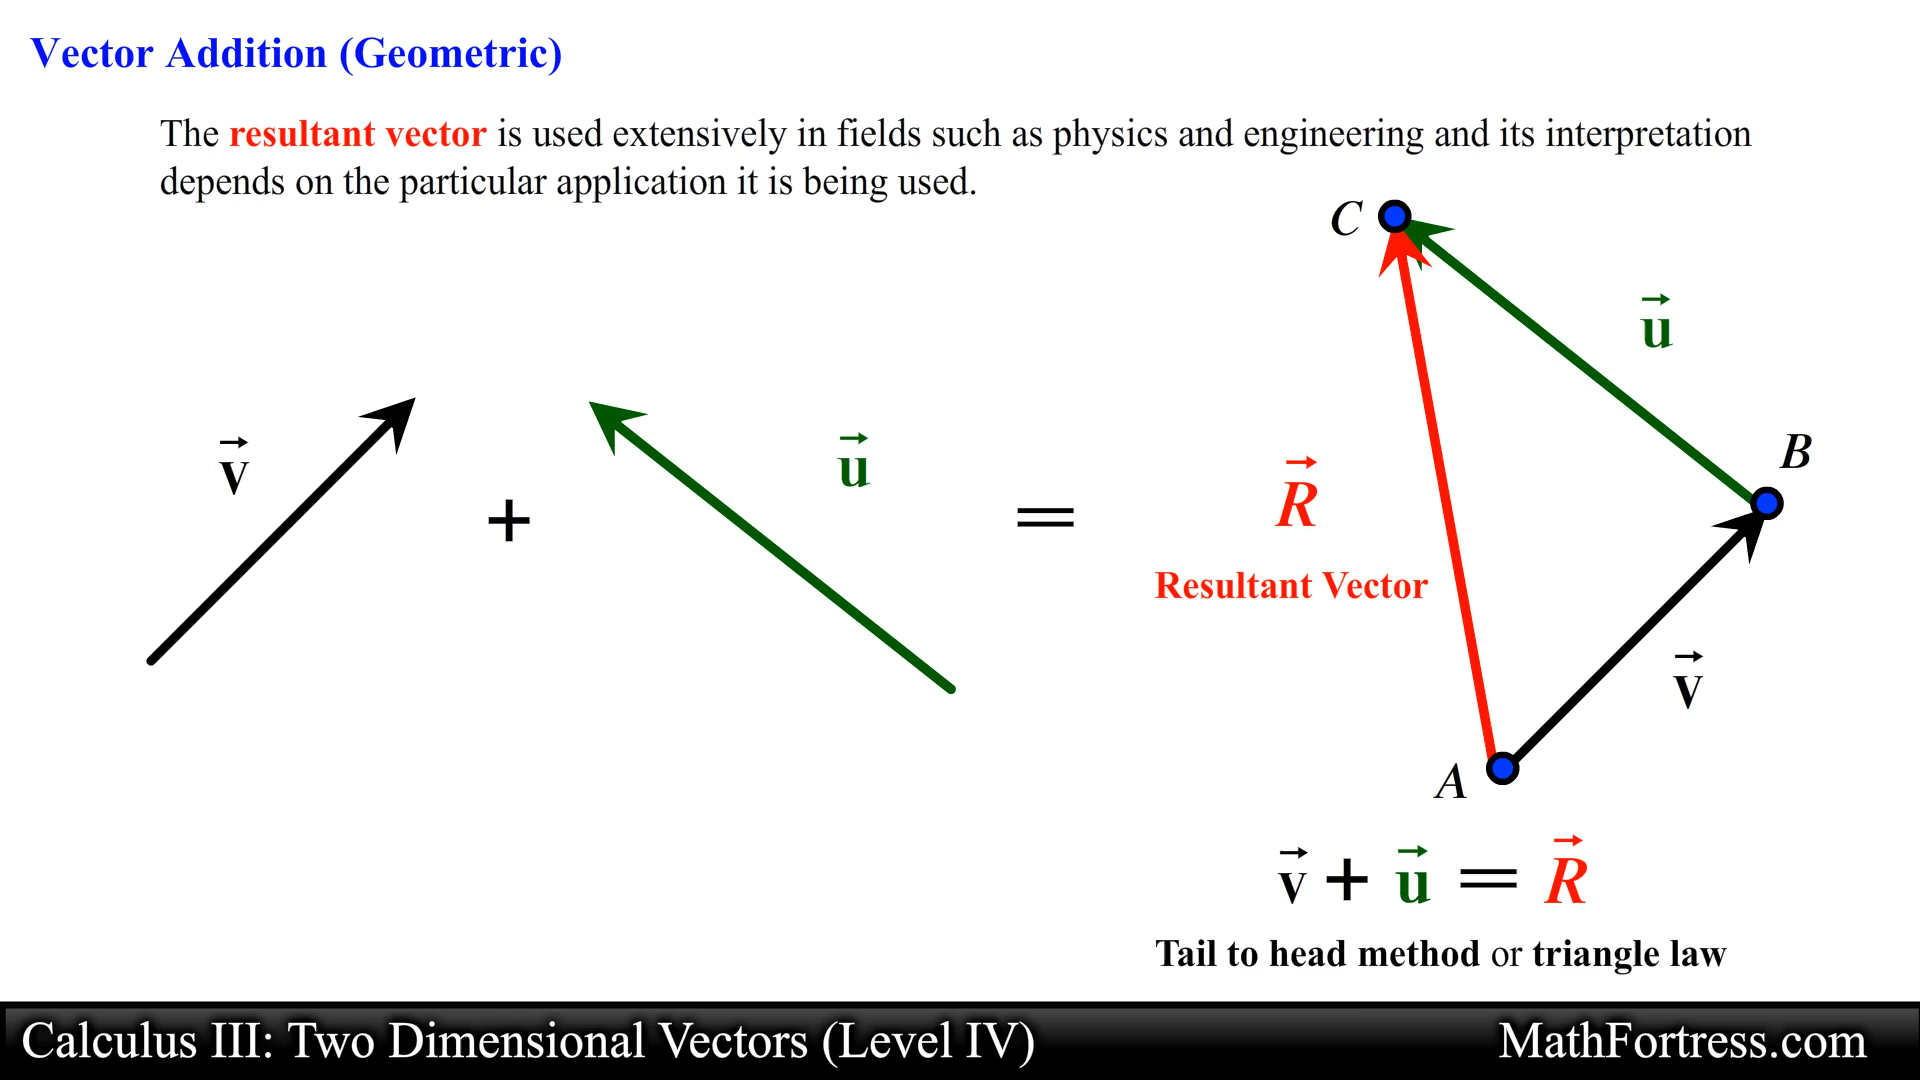 Vector Addition (Geometric)
The resultant vector is used extensively in fields such as physics and engineering and its interpretation
depends on the particular application it is being used.
C
u⃗
B
v⃗
+
u⃗
=
R⃗
Resultant Vector
v⃗
A
v⃗ + u⃗ = R⃗
Tail to head method or triangle law
Calculus III: Two Dimensional Vectors (Level IV)
MathFortress.com